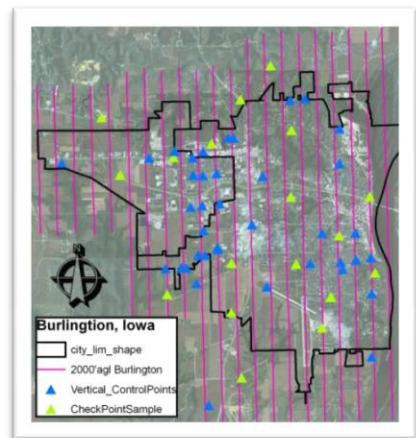 N
Burlington, Iowa
city_lim_shape
2000'agl Burlington
Vertical_ControlPoints
CheckPointSample